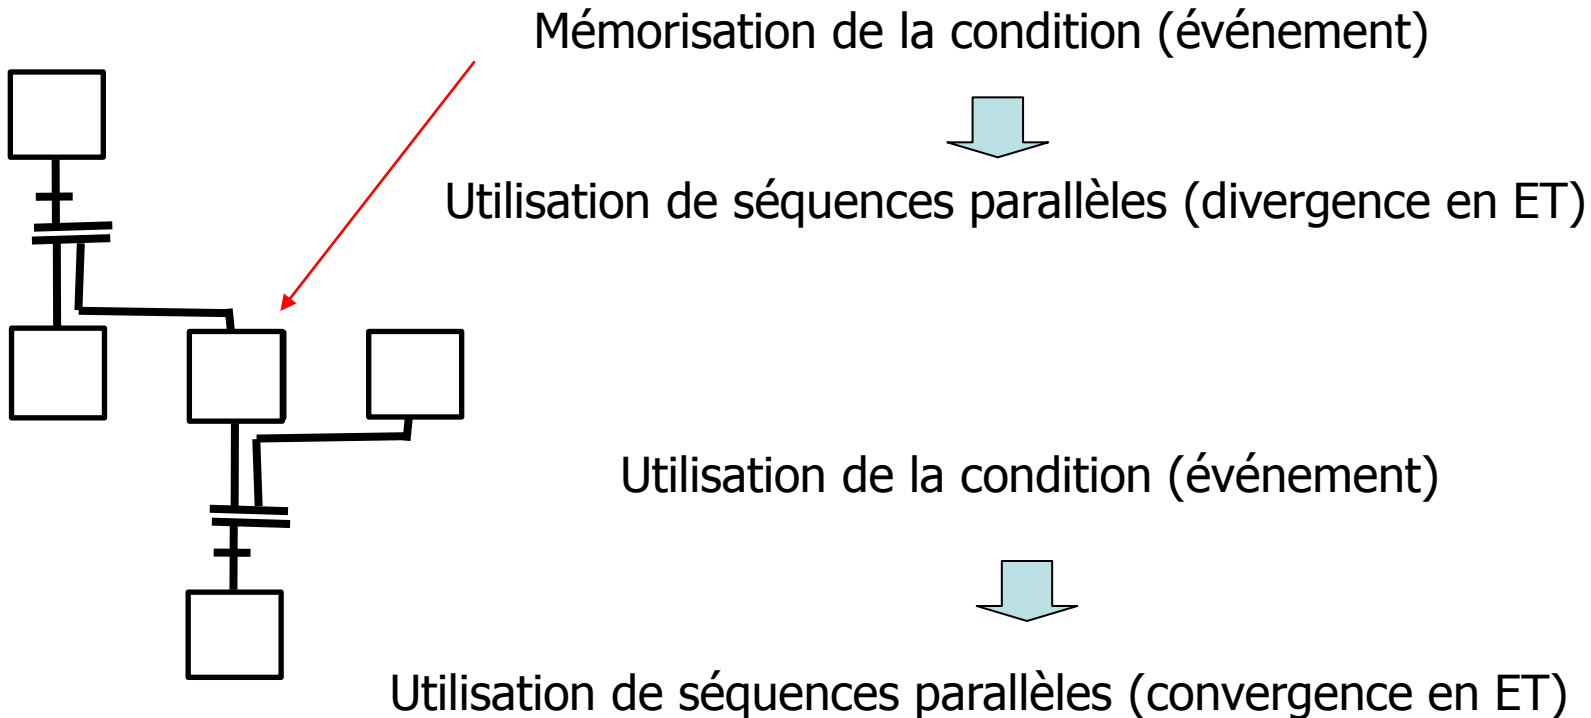 Mémorisation de la condition (événement)
Utilisation de séquences parallèles (divergence en ET)
Utilisation de la condition (événement)
Utilisation de séquences parallèles (convergence en ET)